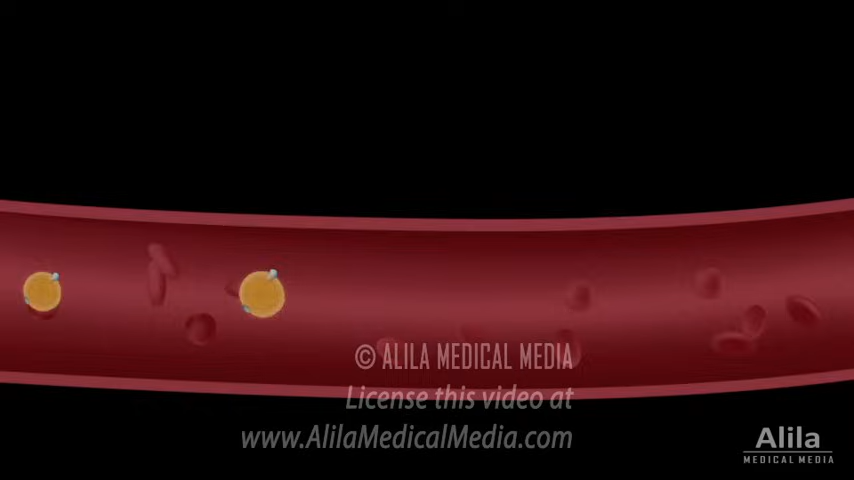 © ALILA MEDICAL MEDIA
License this video at
www.AlilaMedicalMedia.com
Alila
MEDICAL MEDIA